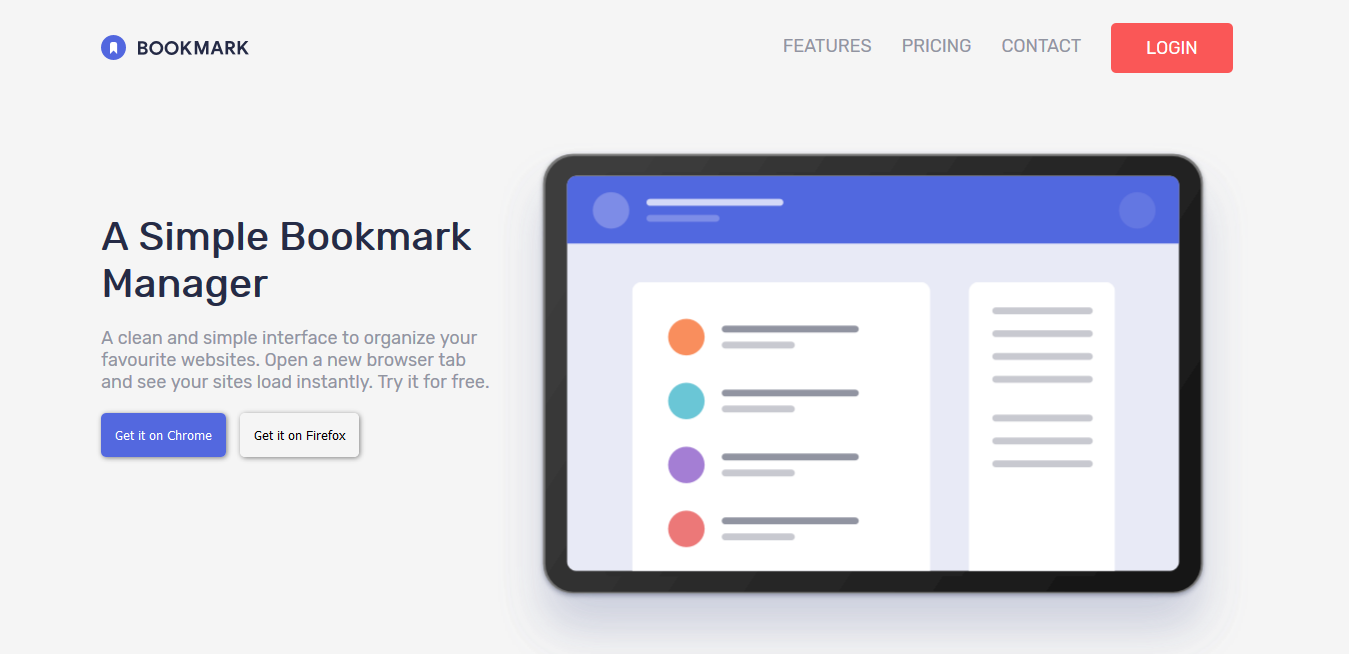 BOOKMARK
FEATURES PRICING CONTACT LOGIN
A Simple Bookmark
Manager
A clean and simple interface to organize your
favourite websites. Open a new browser tab
and see your sites load instantly. Try it for free.
Get it on Chrome Get it on Firefox